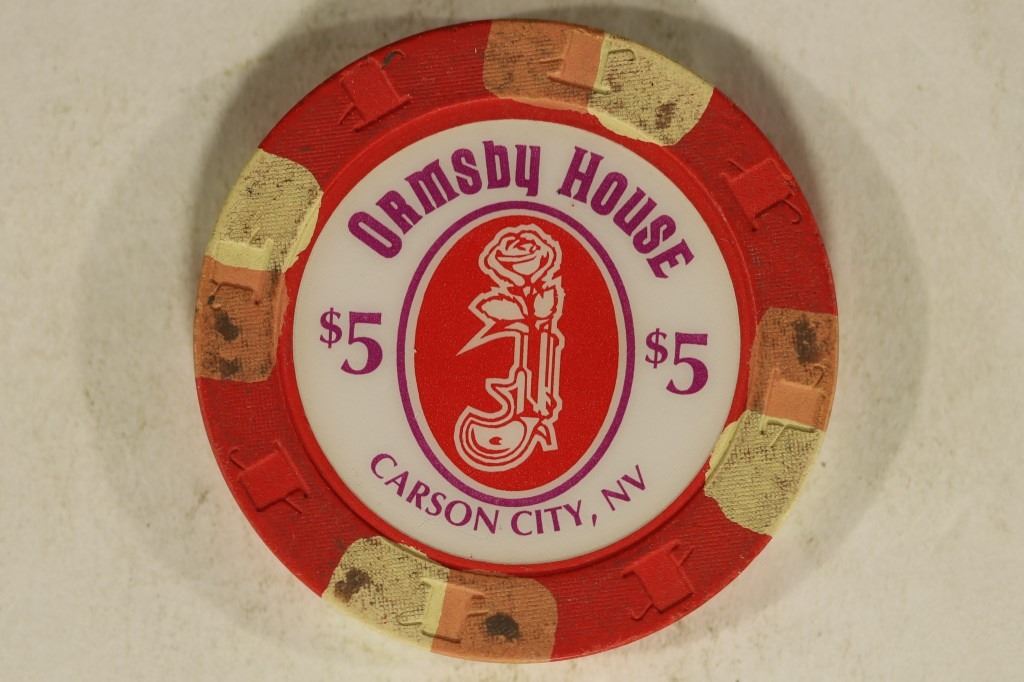 Ormsby House
$5 $5
CARSON CITY, NV